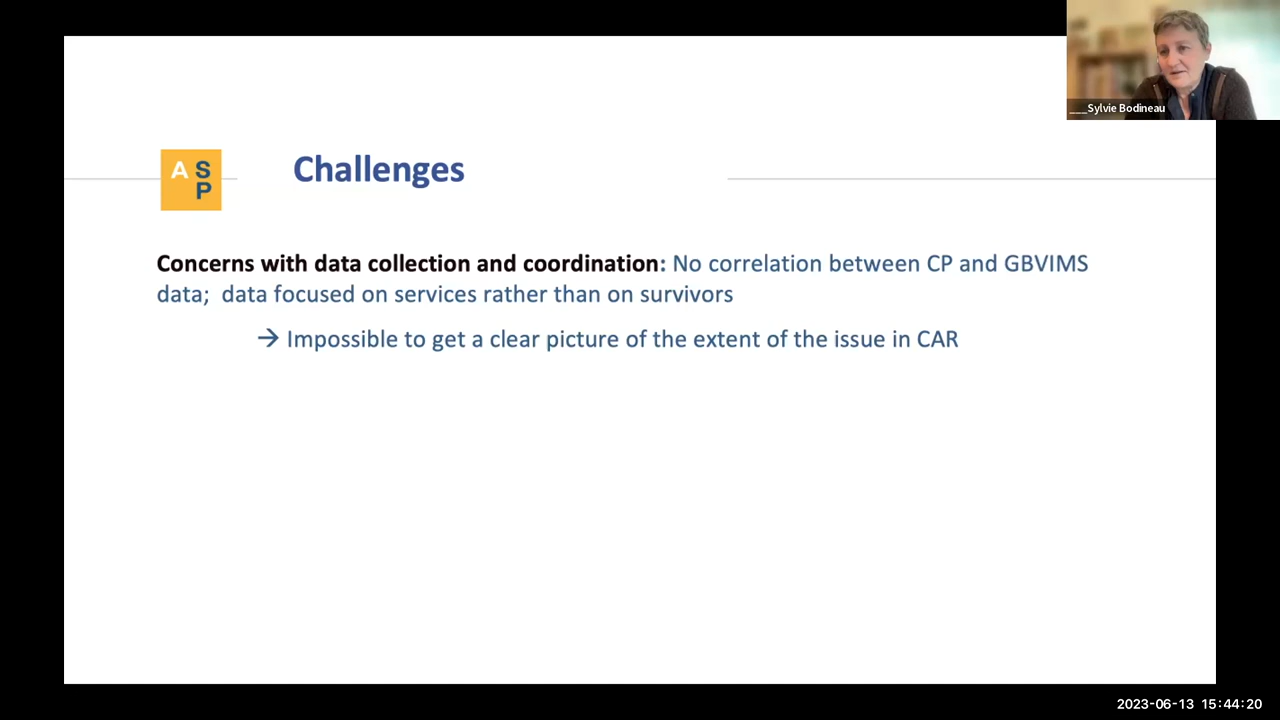 ___Sylvie Bodineau
A S
P
Challenges
Concerns with data collection and coordination: No correlation between CP and GBVIMS
data;  data focused on services rather than on survivors
→ Impossible to get a clear picture of the extent of the issue in CAR
2023-06-13 15:44:20